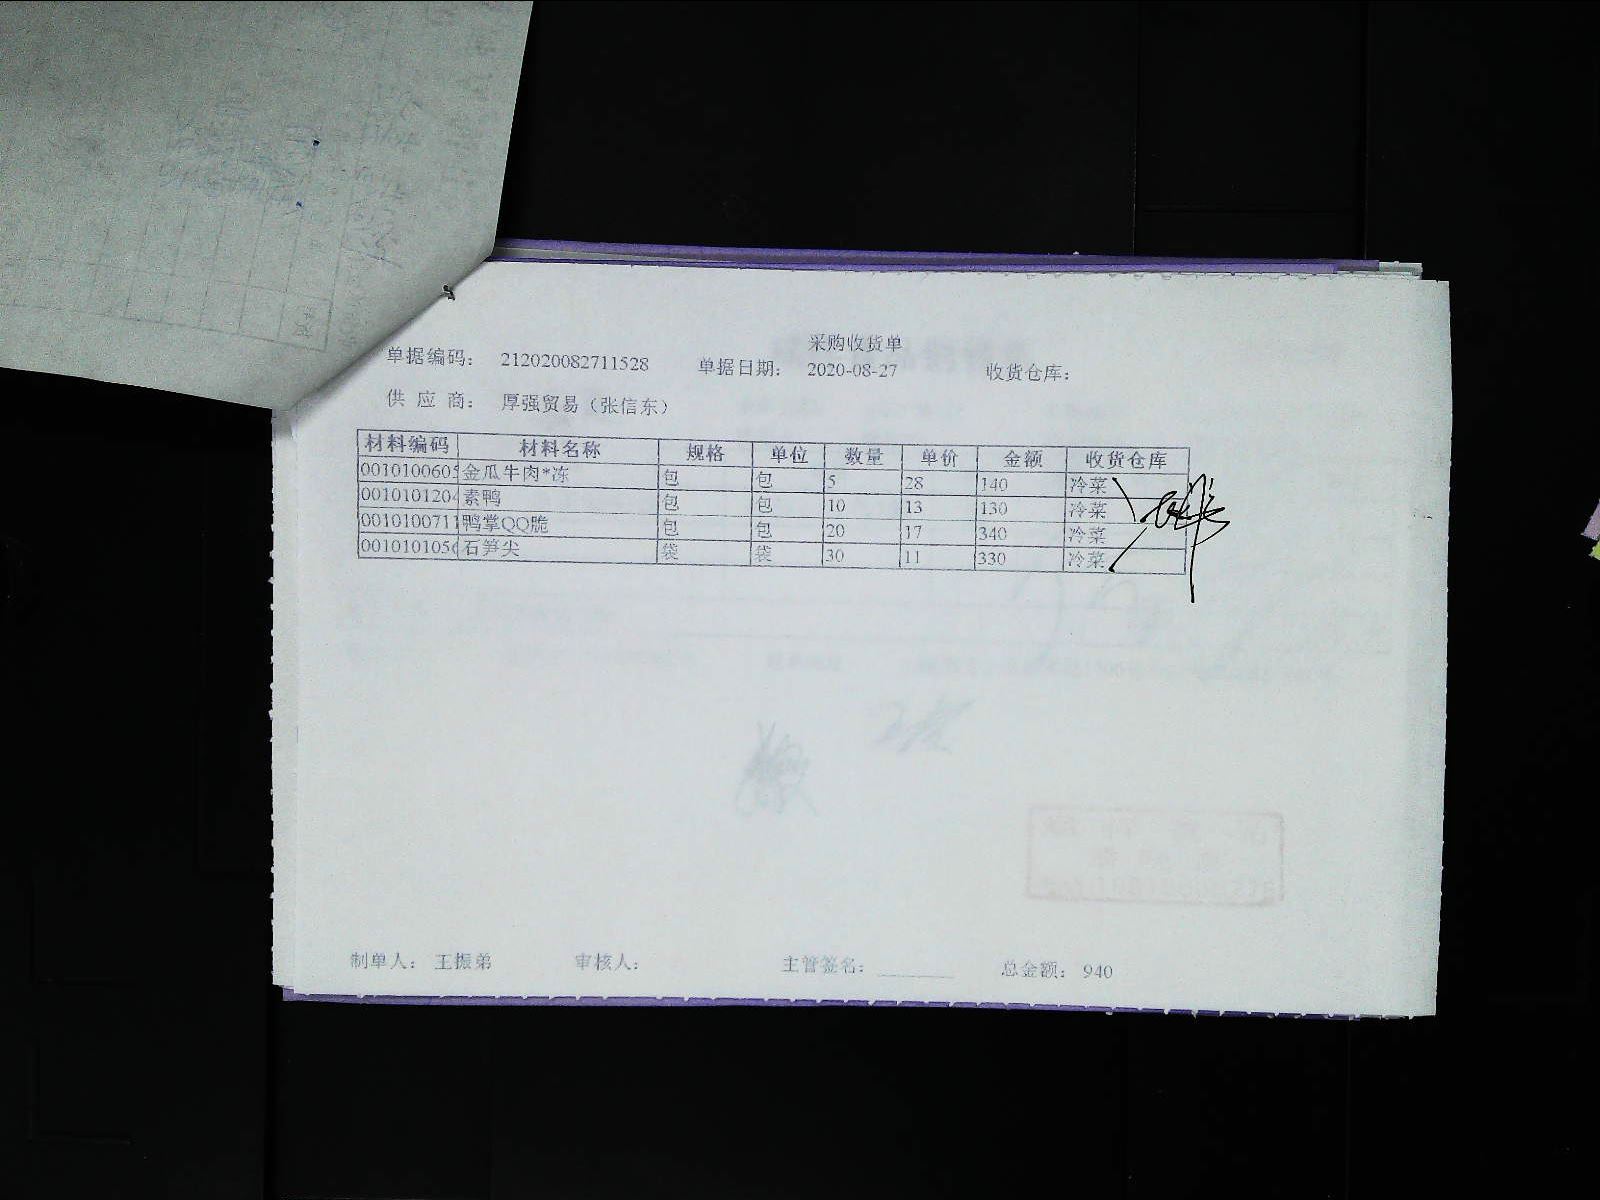 采购收货单
单据编码： 212020082711528 单据日期： 2020-08-27 收货仓库：
供 应 商： 厚强贸易（张信东）
材料编码 材料名称 规格 单位 数量 单价 金额 收货仓库
001010060 金瓜牛肉*冻 包 包 5 28 140 冷菜
001010120 素鸭 包 包 10 13 130 冷菜
001010071 鸭掌QQ脆 包 包 20 17 340 冷菜
001010105 石笋尖 袋 袋 30 11 330 冷菜
制单人： 王振弟 审核人： 主管签名： 总金额： 940